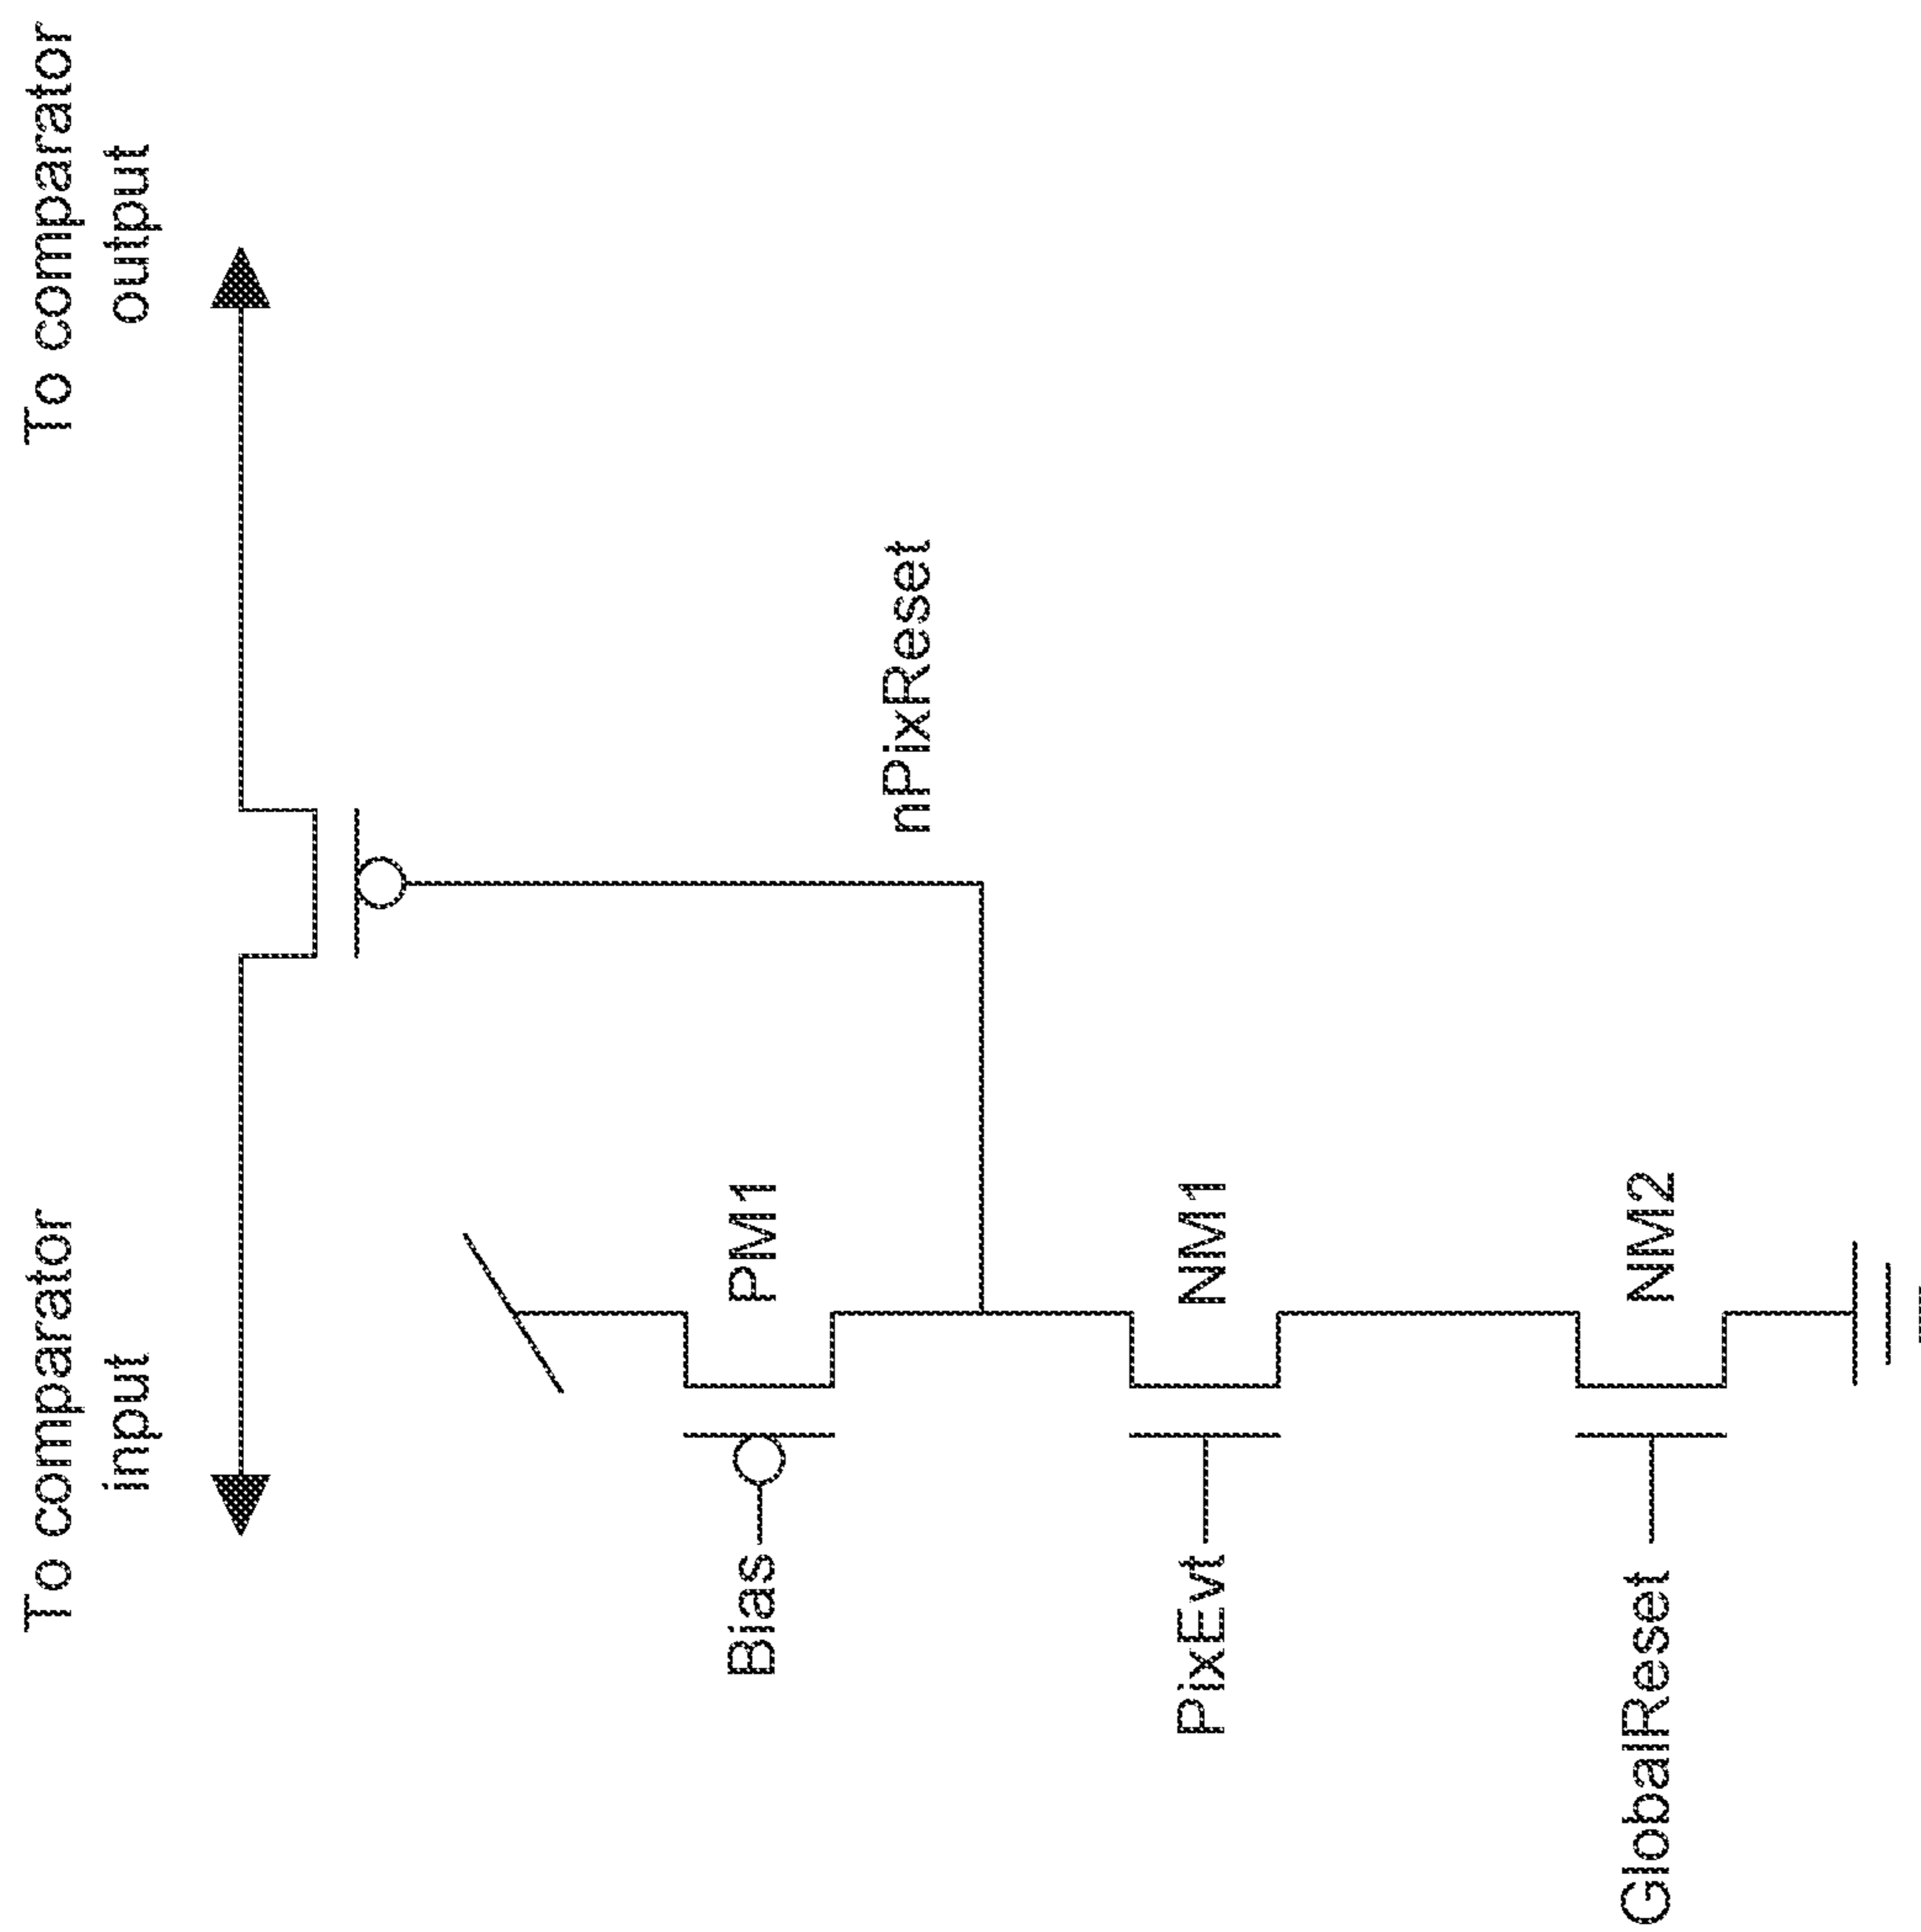 To comparator
input
To comparator
output
nPixReset
Bias
PM1
PixEvt
NM1
GlobalReset
NM2